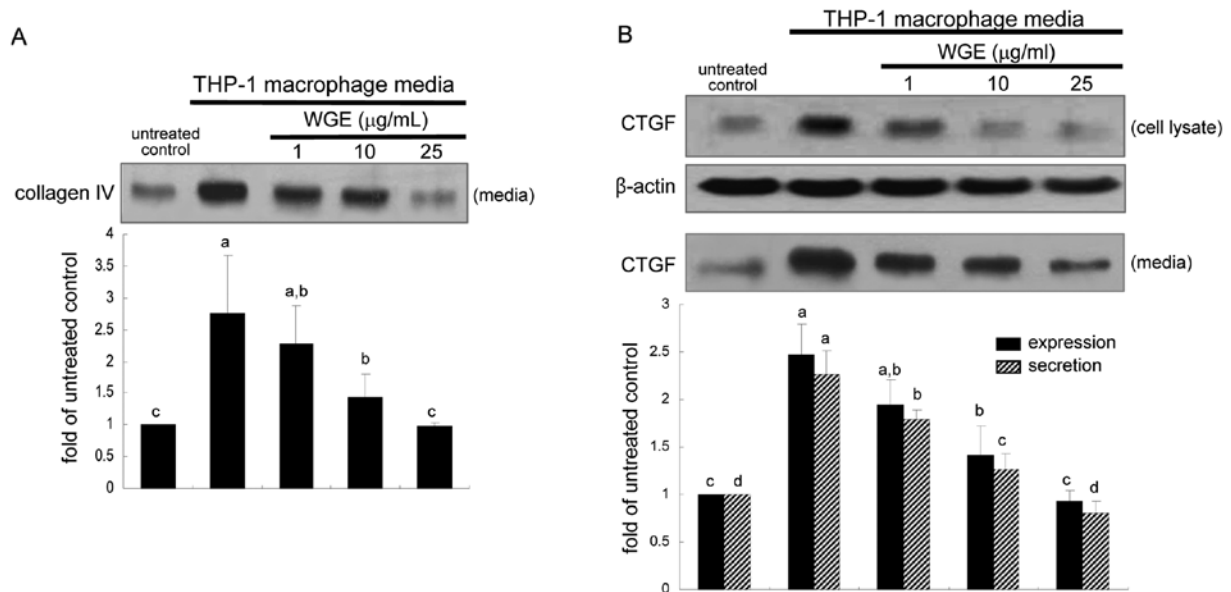 A
THP-1 macrophage media
WGE (μg/mL)
untreated
control
1 10 25
collagen IV
(media)
fold of untreated control
4
3.5
3
2.5
2
1.5
1
0.5
0
c a a,b b c
B
THP-1 macrophage media
WGE (μg/ml)
untreated
control
1 10 25
CTGF
(cell lysate)
β-actin
CTGF
(media)
fold of untreated control
3
2.5
2
1.5
1
0.5
0
expression
secretion
c d a a a,b b b c c d